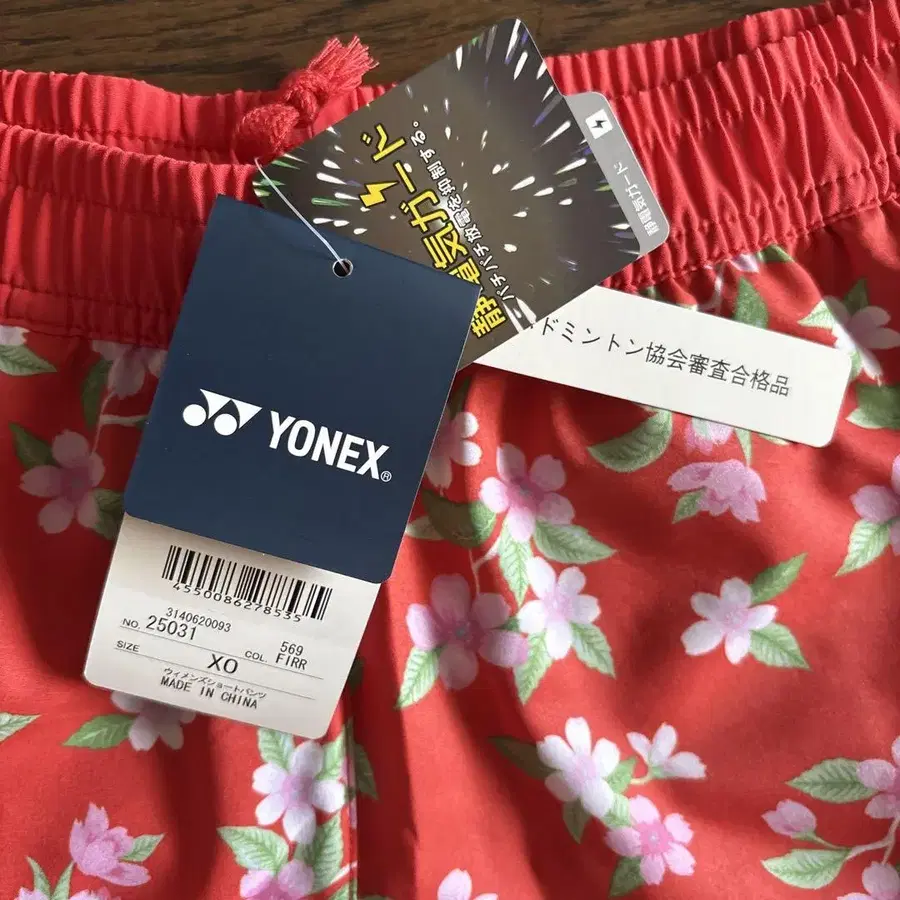 静電気ガード
パチパチ放電を抑制する。
静電気ガード
ドミントン協会審査合格品
YONEX®
4550086278535
3140620093
NO. 25031 569
SIZE XO COL. FIRR
ウィメンズショートパンツ
MADE IN CHINA